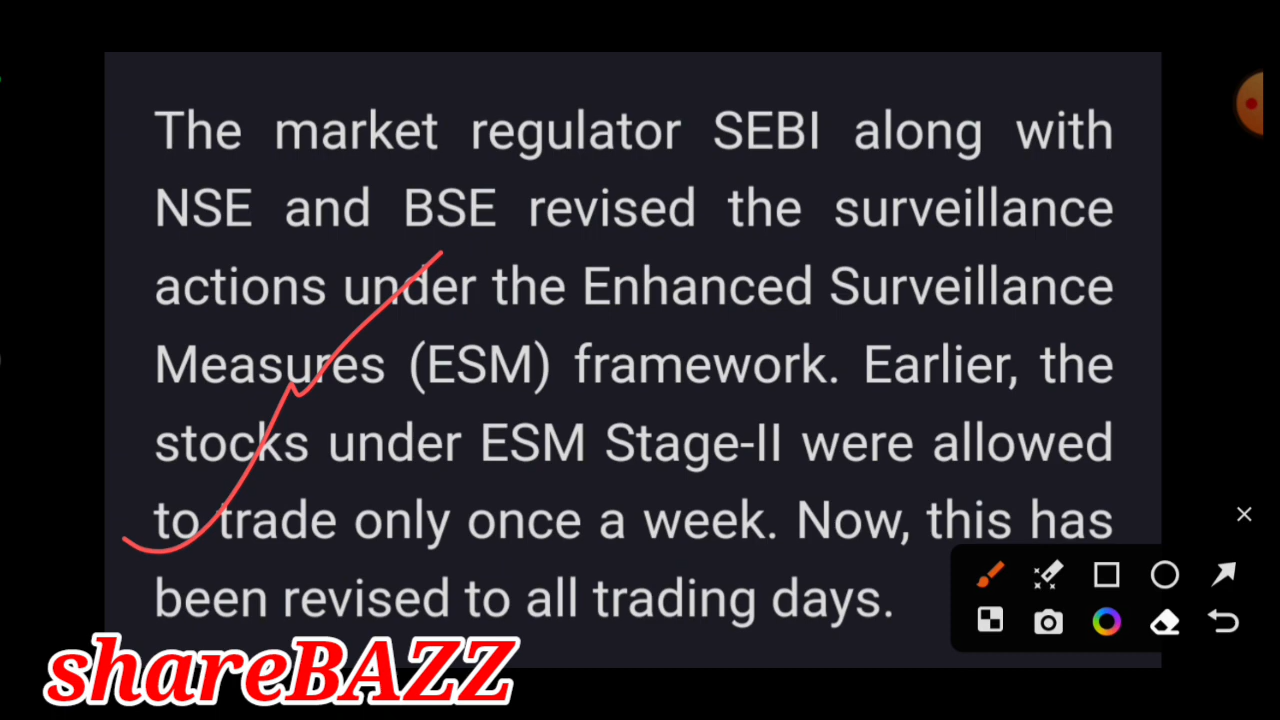 The market regulator SEBI along with
NSE and BSE revised the surveillance
actions under the Enhanced Surveillance
Measures (ESM) framework. Earlier, the
stocks under ESM Stage-II were allowed
to trade only once a week. Now, this has
been revised to all trading days.
shareBAZZ